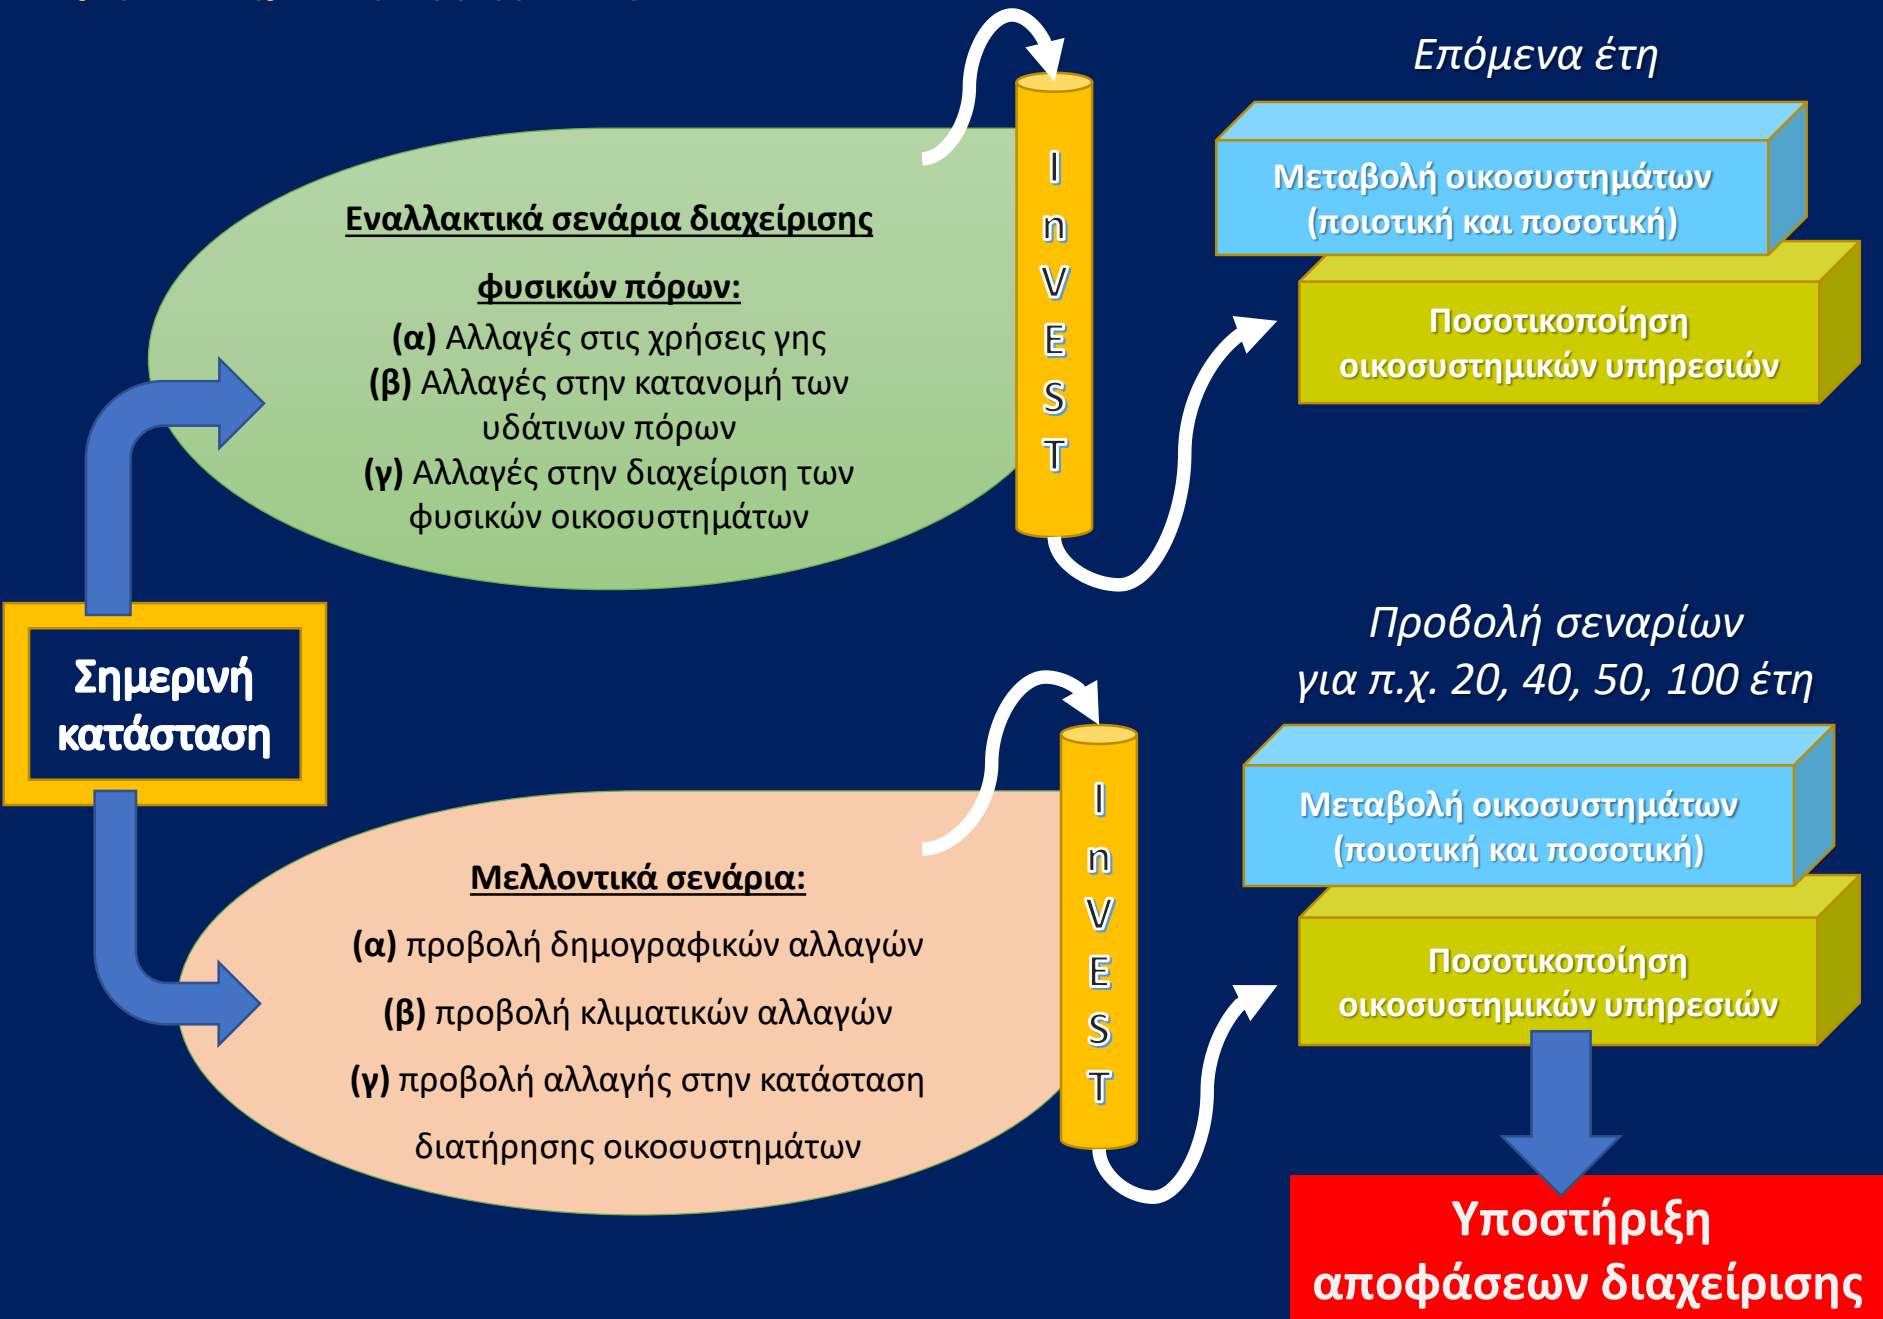 Εναλλακτικά σενάρια διαχείρισης
φυσικών πόρων:
(α) Αλλαγές στις χρήσεις γης
(β) Αλλαγές στην κατανομή των
υδάτινων πόρων
(γ) Αλλαγές στην διαχείριση των
φυσικών οικοσυστημάτων
I
n
V
E
S
T
Επόμενα έτη
Μεταβολή οικοσυστημάτων
(ποιοτική και ποσοτική)
Ποσοτικοποίηση
οικοσυστημικών υπηρεσιών
Σημερινή
κατάσταση
Μελλοντικά σενάρια:
(α) προβολή δημογραφικών αλλαγών
(β) προβολή κλιματικών αλλαγών
(γ) προβολή αλλαγής στην κατάσταση
διατήρησης οικοσυστημάτων
I
n
V
E
S
T
Προβολή σεναρίων
για π.χ. 20, 40, 50, 100 έτη
Μεταβολή οικοσυστημάτων
(ποιοτική και ποσοτική)
Ποσοτικοποίηση
οικοσυστημικών υπηρεσιών
Υποστήριξη
αποφάσεων διαχείρισης